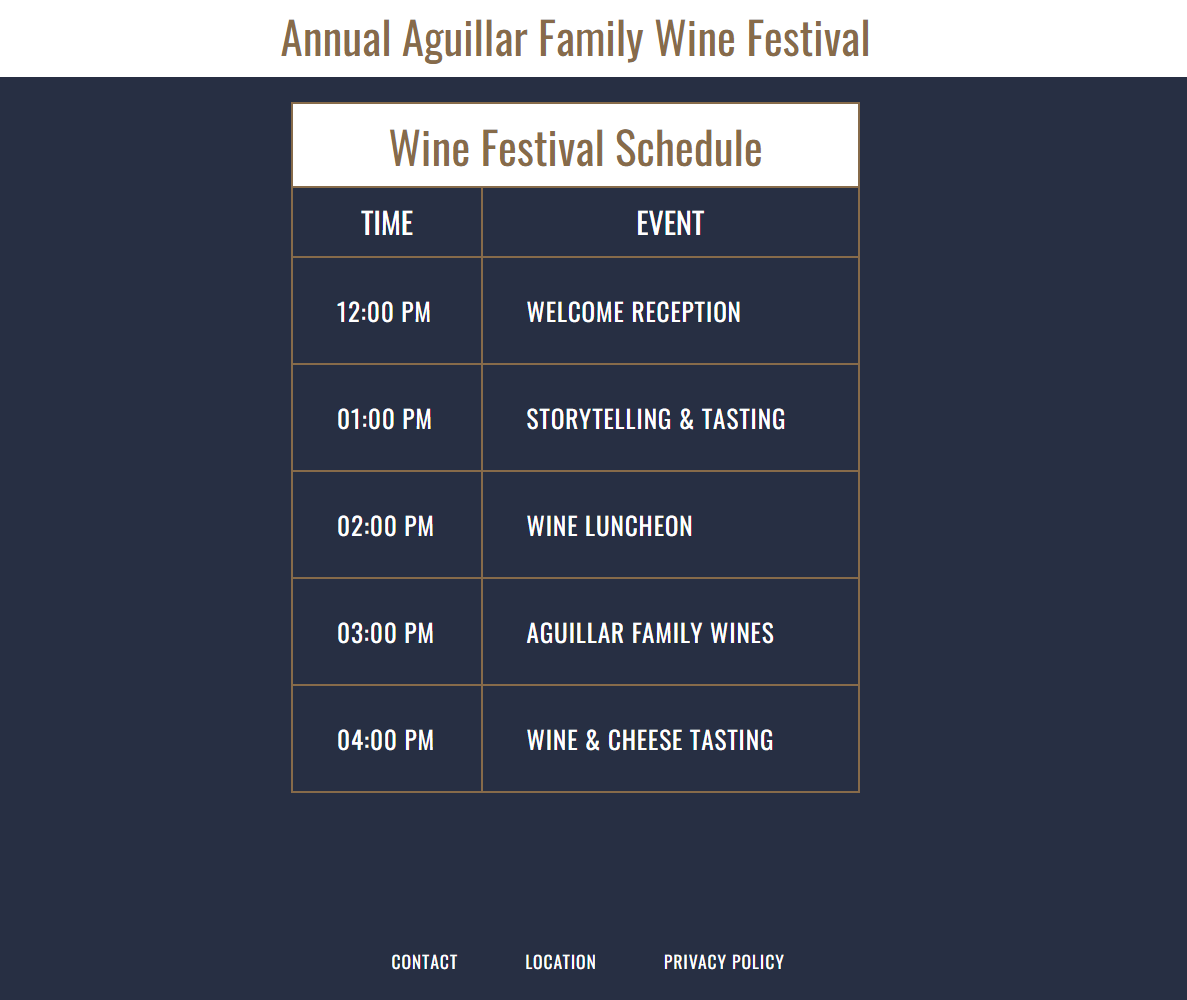 Annual Aguillar Family Wine Festival
Wine Festival Schedule
TIME EVENT
12:00 PM WELCOME RECEPTION
01:00 PM STORYTELLING & TASTING
02:00 PM WINE LUNCHEON
03:00 PM AGUILLAR FAMILY WINES
04:00 PM WINE & CHEESE TASTING
CONTACT LOCATION PRIVACY POLICY